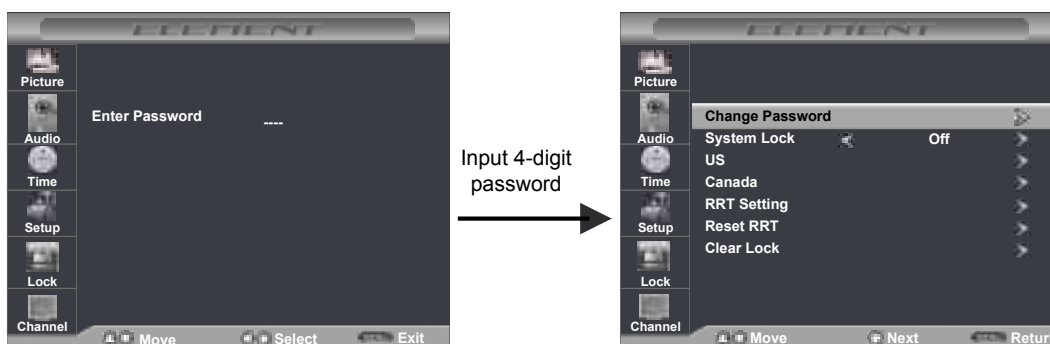 ELEMENT
Picture
Audio
Time
Setup
Lock
Channel
Enter Password ----
Move Select Exit
Input 4-digit
password
ELEMENT
Picture
Audio
Time
Setup
Lock
Channel
Change Password
System Lock Off
US
Canada
RRT Setting
Reset RRT
Clear Lock
Move Next Retur